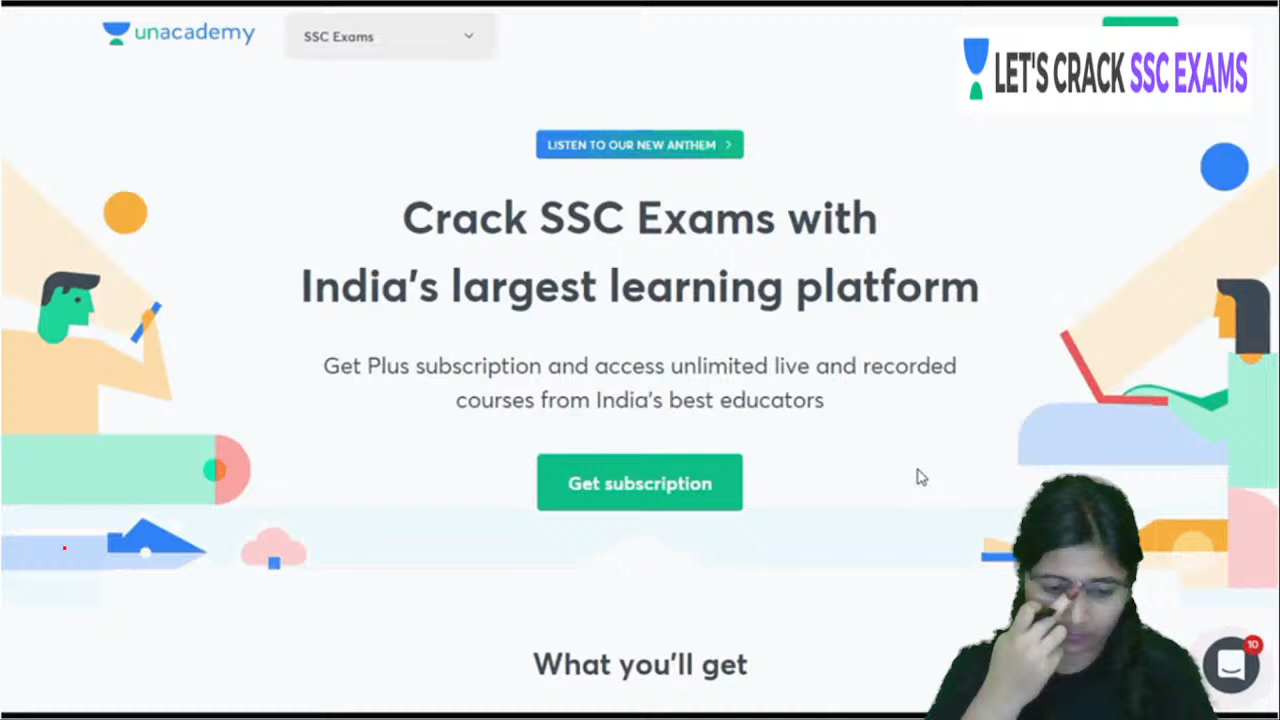 unacademy
SSC Exams
LET'S CRACK SSC EXAMS
LISTEN TO OUR NEW ANTHEM
Crack SSC Exams with
India's largest learning platform
Get Plus subscription and access unlimited live and recorded
courses from India's best educators
Get subscription
What you'll get
10